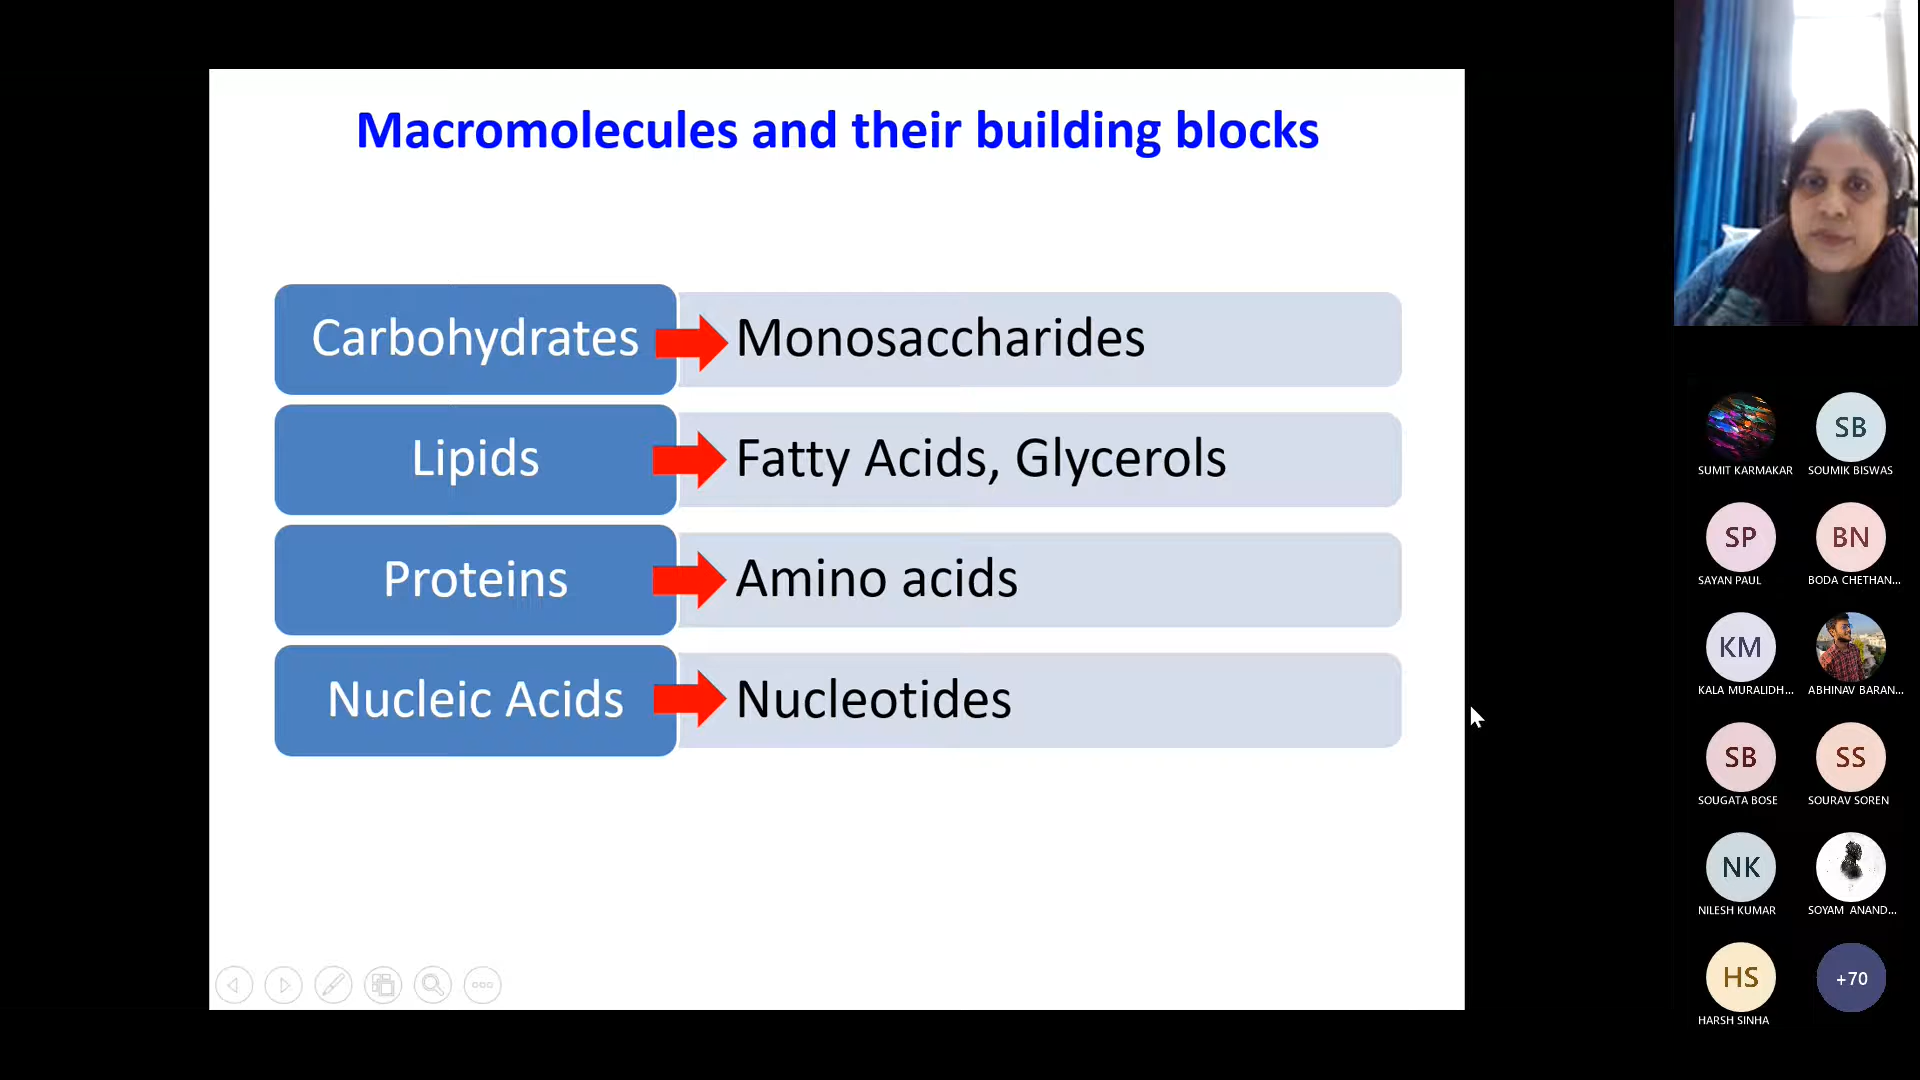 Macromolecules and their building blocks
Carbohydrates
Monosaccharides
Lipids
Fatty Acids, Glycerols
Proteins
Amino acids
Nucleic Acids
Nucleotides
SUMIT KARMAKAR
SB
SOUMIK BISWAS
SP
SAYAN PAUL
BN
BODA CHETHAN...
KM
KALA MURALIDH...
ABHINAV BARAN...
SB
SOUGATA BOSE
SS
SOURAV SOREN
NK
NILESH KUMAR
SOYAM ANAND...
HS
HARSH SINHA
+70